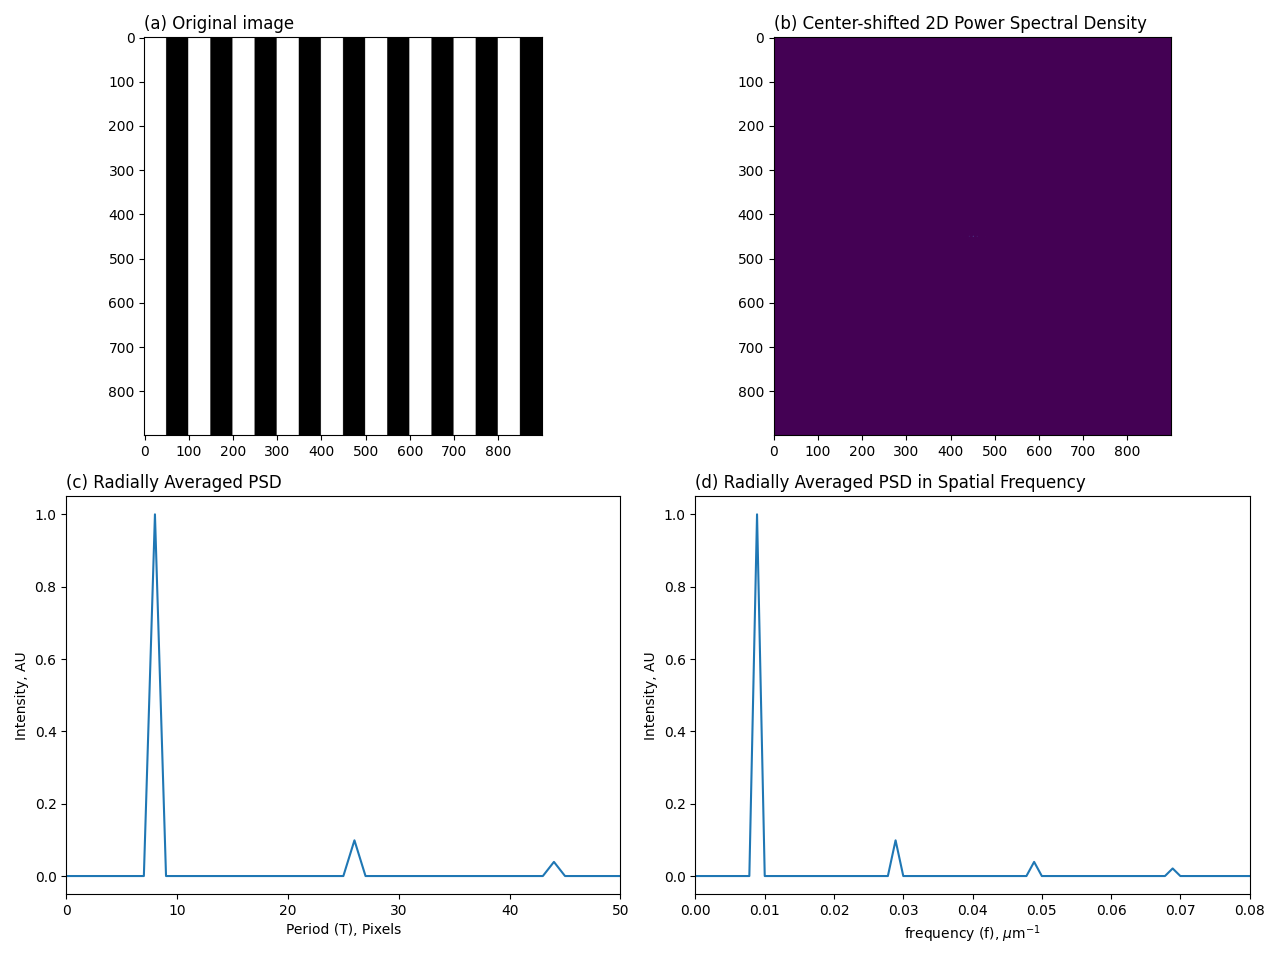 (a) Original image
0
100
200
300
400
500
600
700
800
0 100 200 300 400 500 600 700 800
(b) Center-shifted 2D Power Spectral Density
0
100
200
300
400
500
600
700
800
0 100 200 300 400 500 600 700 800
(c) Radially Averaged PSD
Intensity, AU
1.0
0.8
0.6
0.4
0.2
0.0
0 10 20 30 40 50
Period (T), Pixels
(d) Radially Averaged PSD in Spatial Frequency
Intensity, AU
1.0
0.8
0.6
0.4
0.2
0.0
0.00 0.01 0.02 0.03 0.04 0.05 0.06 0.07 0.08
frequency (f), μm⁻¹